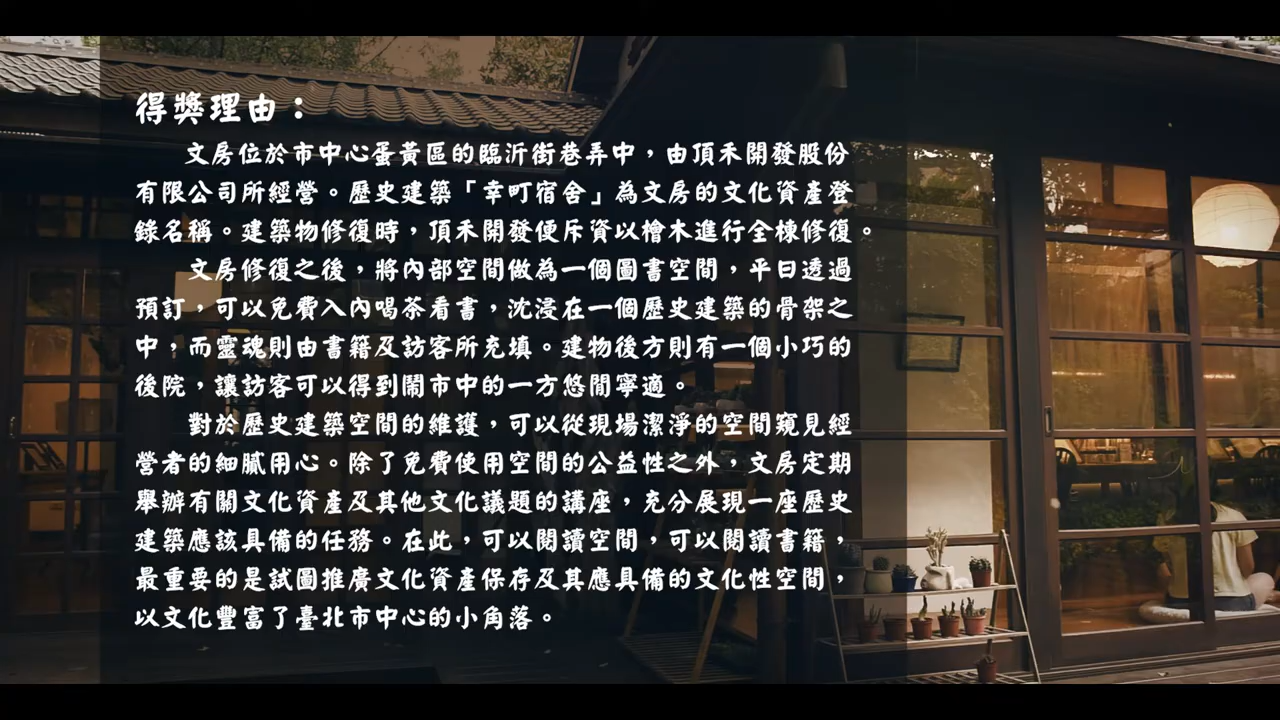 得獎理由：
文房位於市中心蛋黃區的臨沂街巷弄中，由頂禾開發股份
有限公司所經營。歷史建築「幸町宿舍」為文房的文化資產登
錄名稱。建築物修復時，頂禾開發便斥資以檜木進行全棟修復。
文房修復之後，將內部空間做為一個圖書空間，平日透過
預訂，可以免費入內喝茶看書，沈浸在一個歷史建築的骨架之
中，而靈魂則由書籍及訪客所充填。建物後方則有一個小巧的
後院，讓訪客可以得到鬧市中的一方悠閒寧適。
對於歷史建築空間的維護，可以從現場潔淨的空間窺見經
營者的細膩用心。除了免費使用空間的公益性之外，文房定期
舉辦有關文化資產及其他文化議題的講座，充分展現一座歷史
建築應該具備的任務。在此，可以閱讀空間，可以閱讀書籍，
最重要的是試圖推廣文化資產保存及其應具備的文化性空間，
以文化豐富了臺北市中心的小角落。